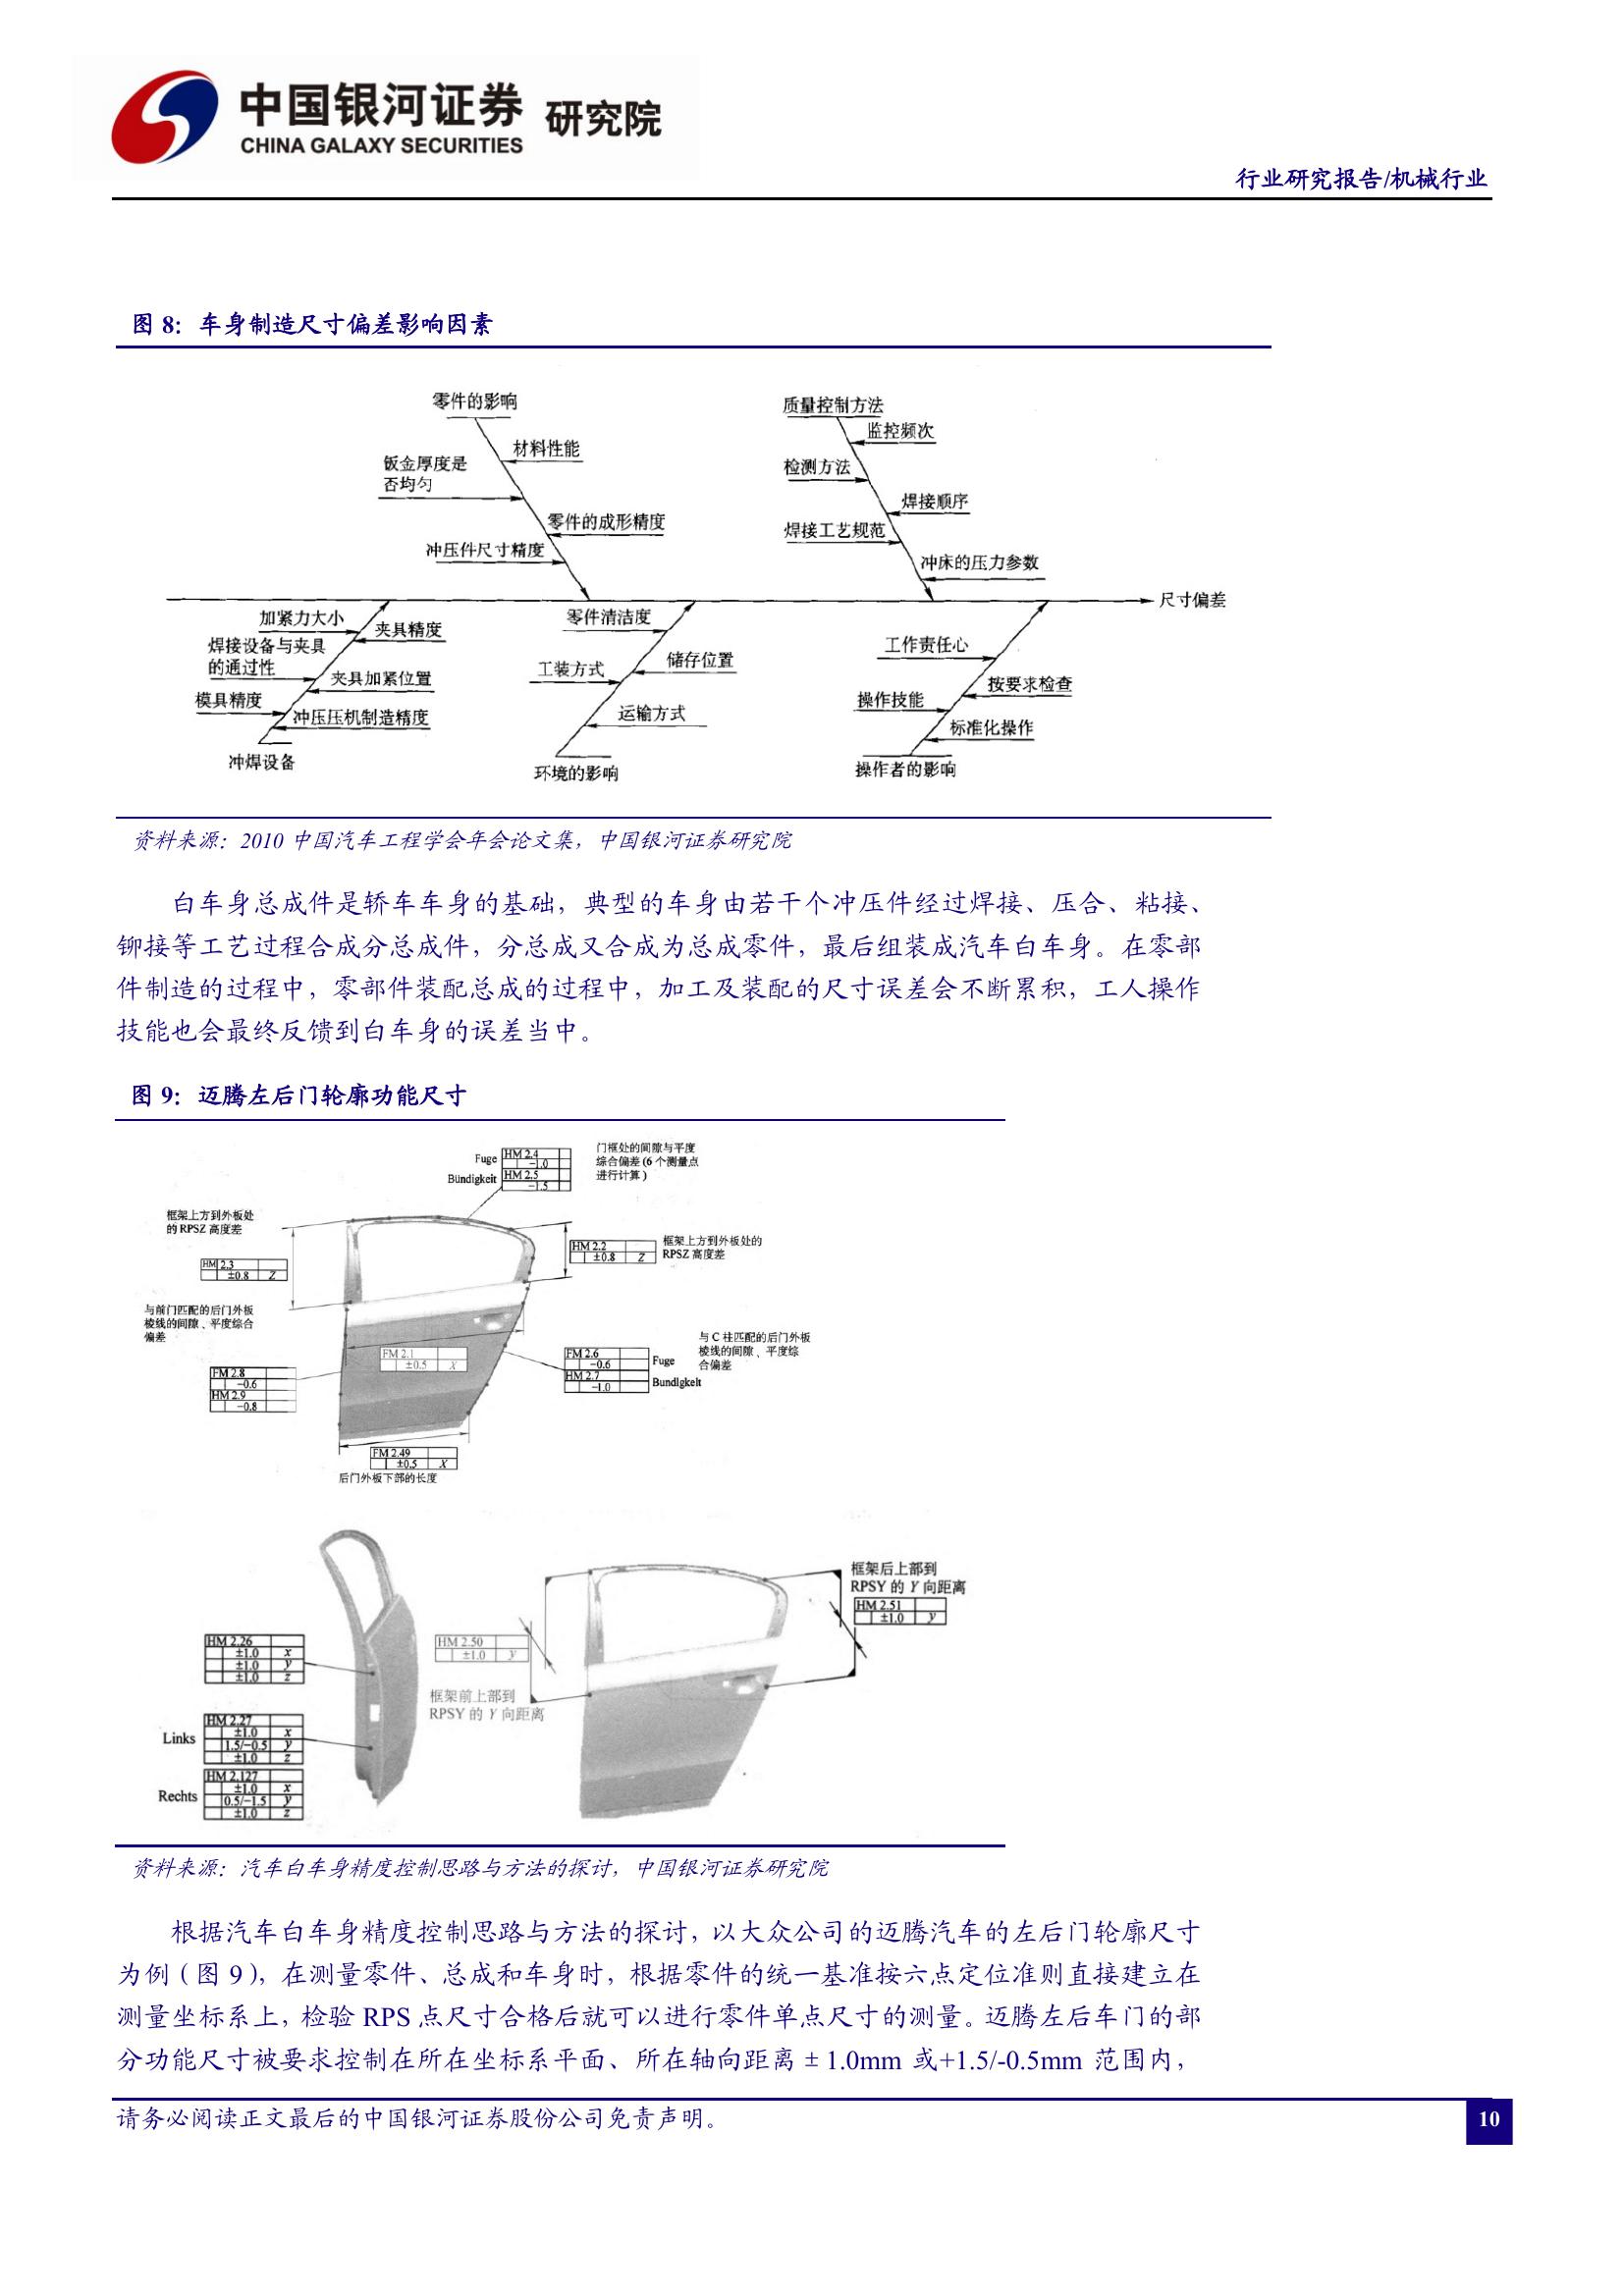 中国银河证券 研究院
CHINA GALAXY SECURITIES
行业研究报告/机械行业
图 8：车身制造尺寸偏差影响因素
零件的影响
材料性能
钣金厚度是
否均匀
零件的成形精度
冲压件尺寸精度
质量控制方法
监控频次
检测方法
焊接顺序
焊接工艺规范
冲床的压力参数
尺寸偏差
加紧力大小
夹具精度
焊接设备与夹具
的通过性
夹具加紧位置
模具精度
冲压压机制造精度
冲焊设备
零件清洁度
储存位置
工装方式
运输方式
环境的影响
工作责任心
按要求检查
操作技能
标准化操作
操作者的影响
资料来源：2010 中国汽车工程学会年会论文集，中国银河证券研究院
白车身总成件是轿车车身的基础，典型的车身由若干个冲压件经过焊接、压合、粘接、
铆接等工艺过程合成分总成件，分总成又合成为总成零件，最后组装成汽车白车身。在零部
件制造的过程中，零部件装配总成的过程中，加工及装配的尺寸误差会不断累积，工人操作
技能也会最终反馈到白车身的误差当中。
图 9：迈腾左后门轮廓功能尺寸
Fuge HM 2.4
-1.0
Bündigkeit HM 2.5
-1.5
门框处的间隙与平度
综合偏差(6 个测量点
进行计算)
框架上方到外板处
的 RPSZ 高度差
HM 2.3
±0.8 Z
HM 2.2
±0.8 Z
框架上方到外板处的
RPSZ 高度差
与前门匹配的后门外板
棱线的间隙、平度综合
偏差
FM 2.8
-0.6
HM 2.9
-0.8
FM 2.1
±0.5 X
FM 2.6
-0.6 Fuge
HM 2.7
-1.0 Bundigkeit
与 C 柱匹配的后门外板
棱线的间隙、平度综
合偏差
FM 2.49
±0.5 X
后门外板下部的长度
HM 2.26
±1.0 x
±1.0 y
±1.0 z
Links
HM 2.27
±1.0 x
1.5/-0.5 y
±1.0 z
Rechts
HM 2.127
±1.0 x
0.5/-1.5 y
±1.0 z
HM 2.50
±1.0 y
框架前上部到
RPSY 的 Y 向距离
框架后上部到
RPSY 的 Y 向距离
HM 2.51
±1.0 y
资料来源：汽车白车身精度控制思路与方法的探讨，中国银河证券研究院
根据汽车白车身精度控制思路与方法的探讨，以大众公司的迈腾汽车的左后门轮廓尺寸
为例（图 9），在测量零件、总成和车身时，根据零件的统一基准按六点定位准则直接建立在
测量坐标系上，检验 RPS 点尺寸合格后就可以进行零件单点尺寸的测量。迈腾左后车门的部
分功能尺寸被要求控制在所在坐标系平面、所在轴向距离±1.0mm 或+1.5/-0.5mm 范围内，
请务必阅读正文最后的中国银河证券股份公司免责声明。
10